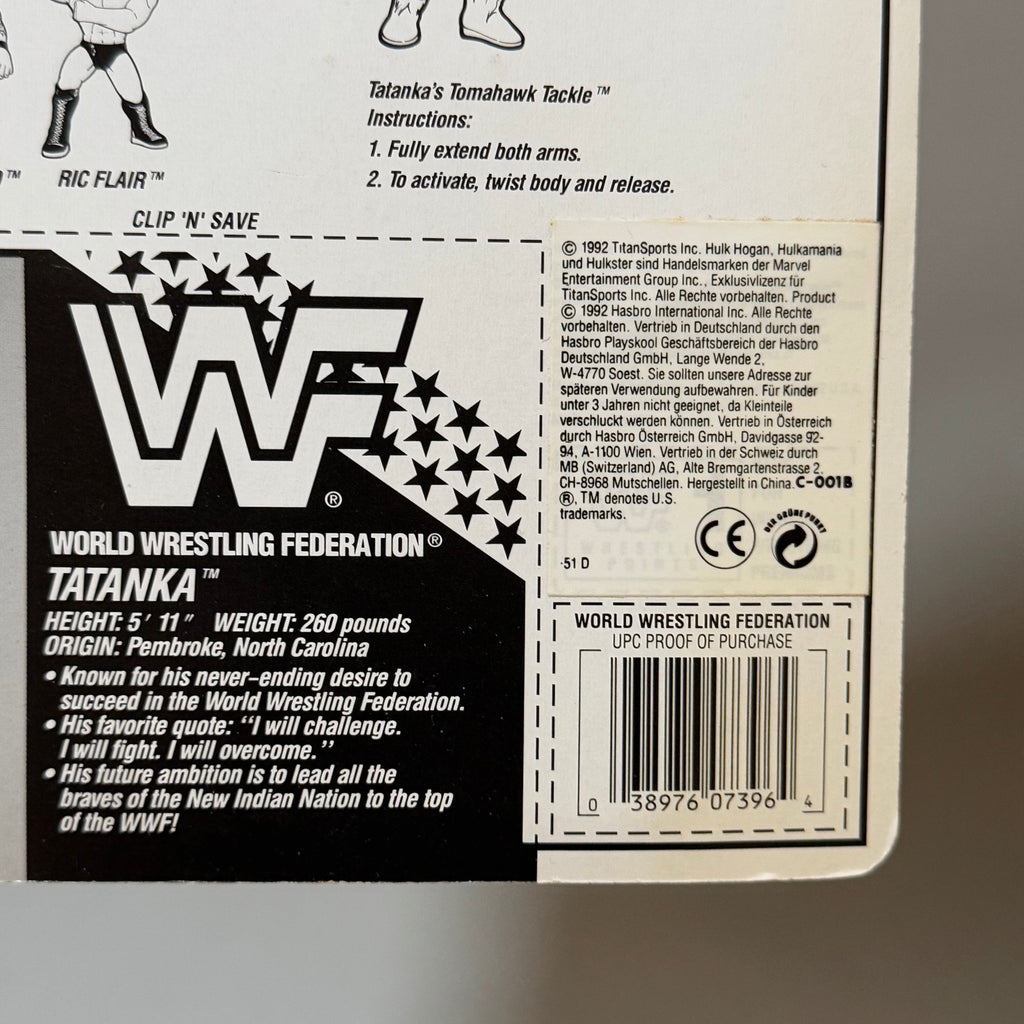 Tatanka's Tomahawk Tackle™
Instructions:
1. Fully extend both arms.
2. To activate, twist body and release.
™ RIC FLAIR™
CLIP 'N' SAVE
WF®
WORLD WRESTLING FEDERATION®
TATANKA™
HEIGHT: 5' 11" WEIGHT: 260 pounds
ORIGIN: Pembroke, North Carolina
• Known for his never–ending desire to
succeed in the World Wrestling Federation.
• His favorite quote: “I will challenge.
I will fight. I will overcome.”
• His future ambition is to lead all the
braves of the New Indian Nation to the top
of the WWF!
© 1992 TitanSports Inc. Hulk Hogan, Hulkamania
und Hulkster sind Handelsmarken der Marvel
Entertainment Group Inc., Exklusivlizenz für
TitanSports Inc. Alle Rechte vorbehalten. Product
© 1992 Hasbro International Inc. Alle Rechte
vorbehalten. Vertrieb in Deutschland durch den
Hasbro Playskool Geschäftsbereich der Hasbro
Deutschland GmbH, Lange Wende 2,
W-4770 Soest. Sie sollten unsere Adresse zur
späteren Verwendung aufbewahren. Für Kinder
unter 3 Jahren nicht geeignet, da Kleinteile
verschluckt werden können. Vertrieb in Österreich
durch Hasbro Österreich GmbH, Davidgasse 92-
94, A-1100 Wien. Vertrieb in der Schweiz durch
MB (Switzerland) AG, Alte Bremgartenstrasse 2,
CH-8968 Mutschellen. Hergestellt in China. C-001B
®, TM denotes U.S.
trademarks.
CE
DER GRÜNE PUNKT
-51 D
WORLD WRESTLING FEDERATION
UPC PROOF OF PURCHASE
0 38976 07396 4